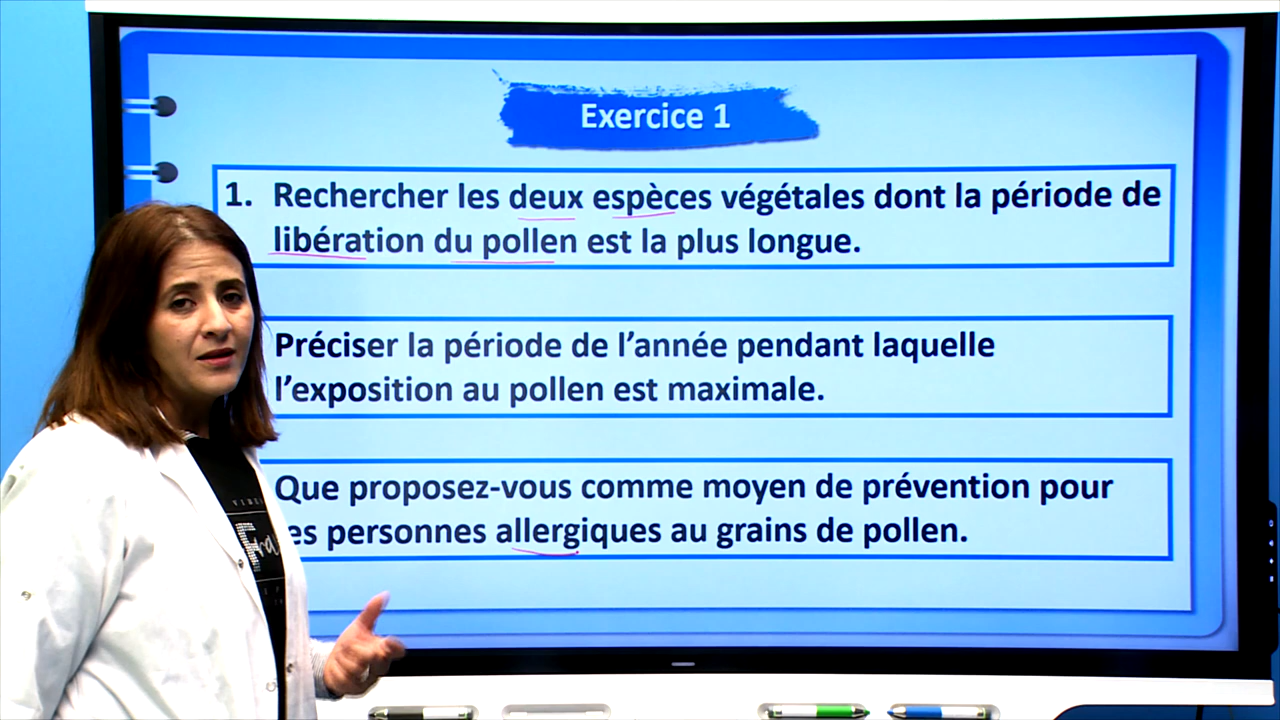 Exercice 1
1. Rechercher les deux espèces végétales dont la période de
libération du pollen est la plus longue.
Préciser la période de l'année pendant laquelle
l'exposition au pollen est maximale.
Que proposez-vous comme moyen de prévention pour
es personnes allergiques au grains de pollen.